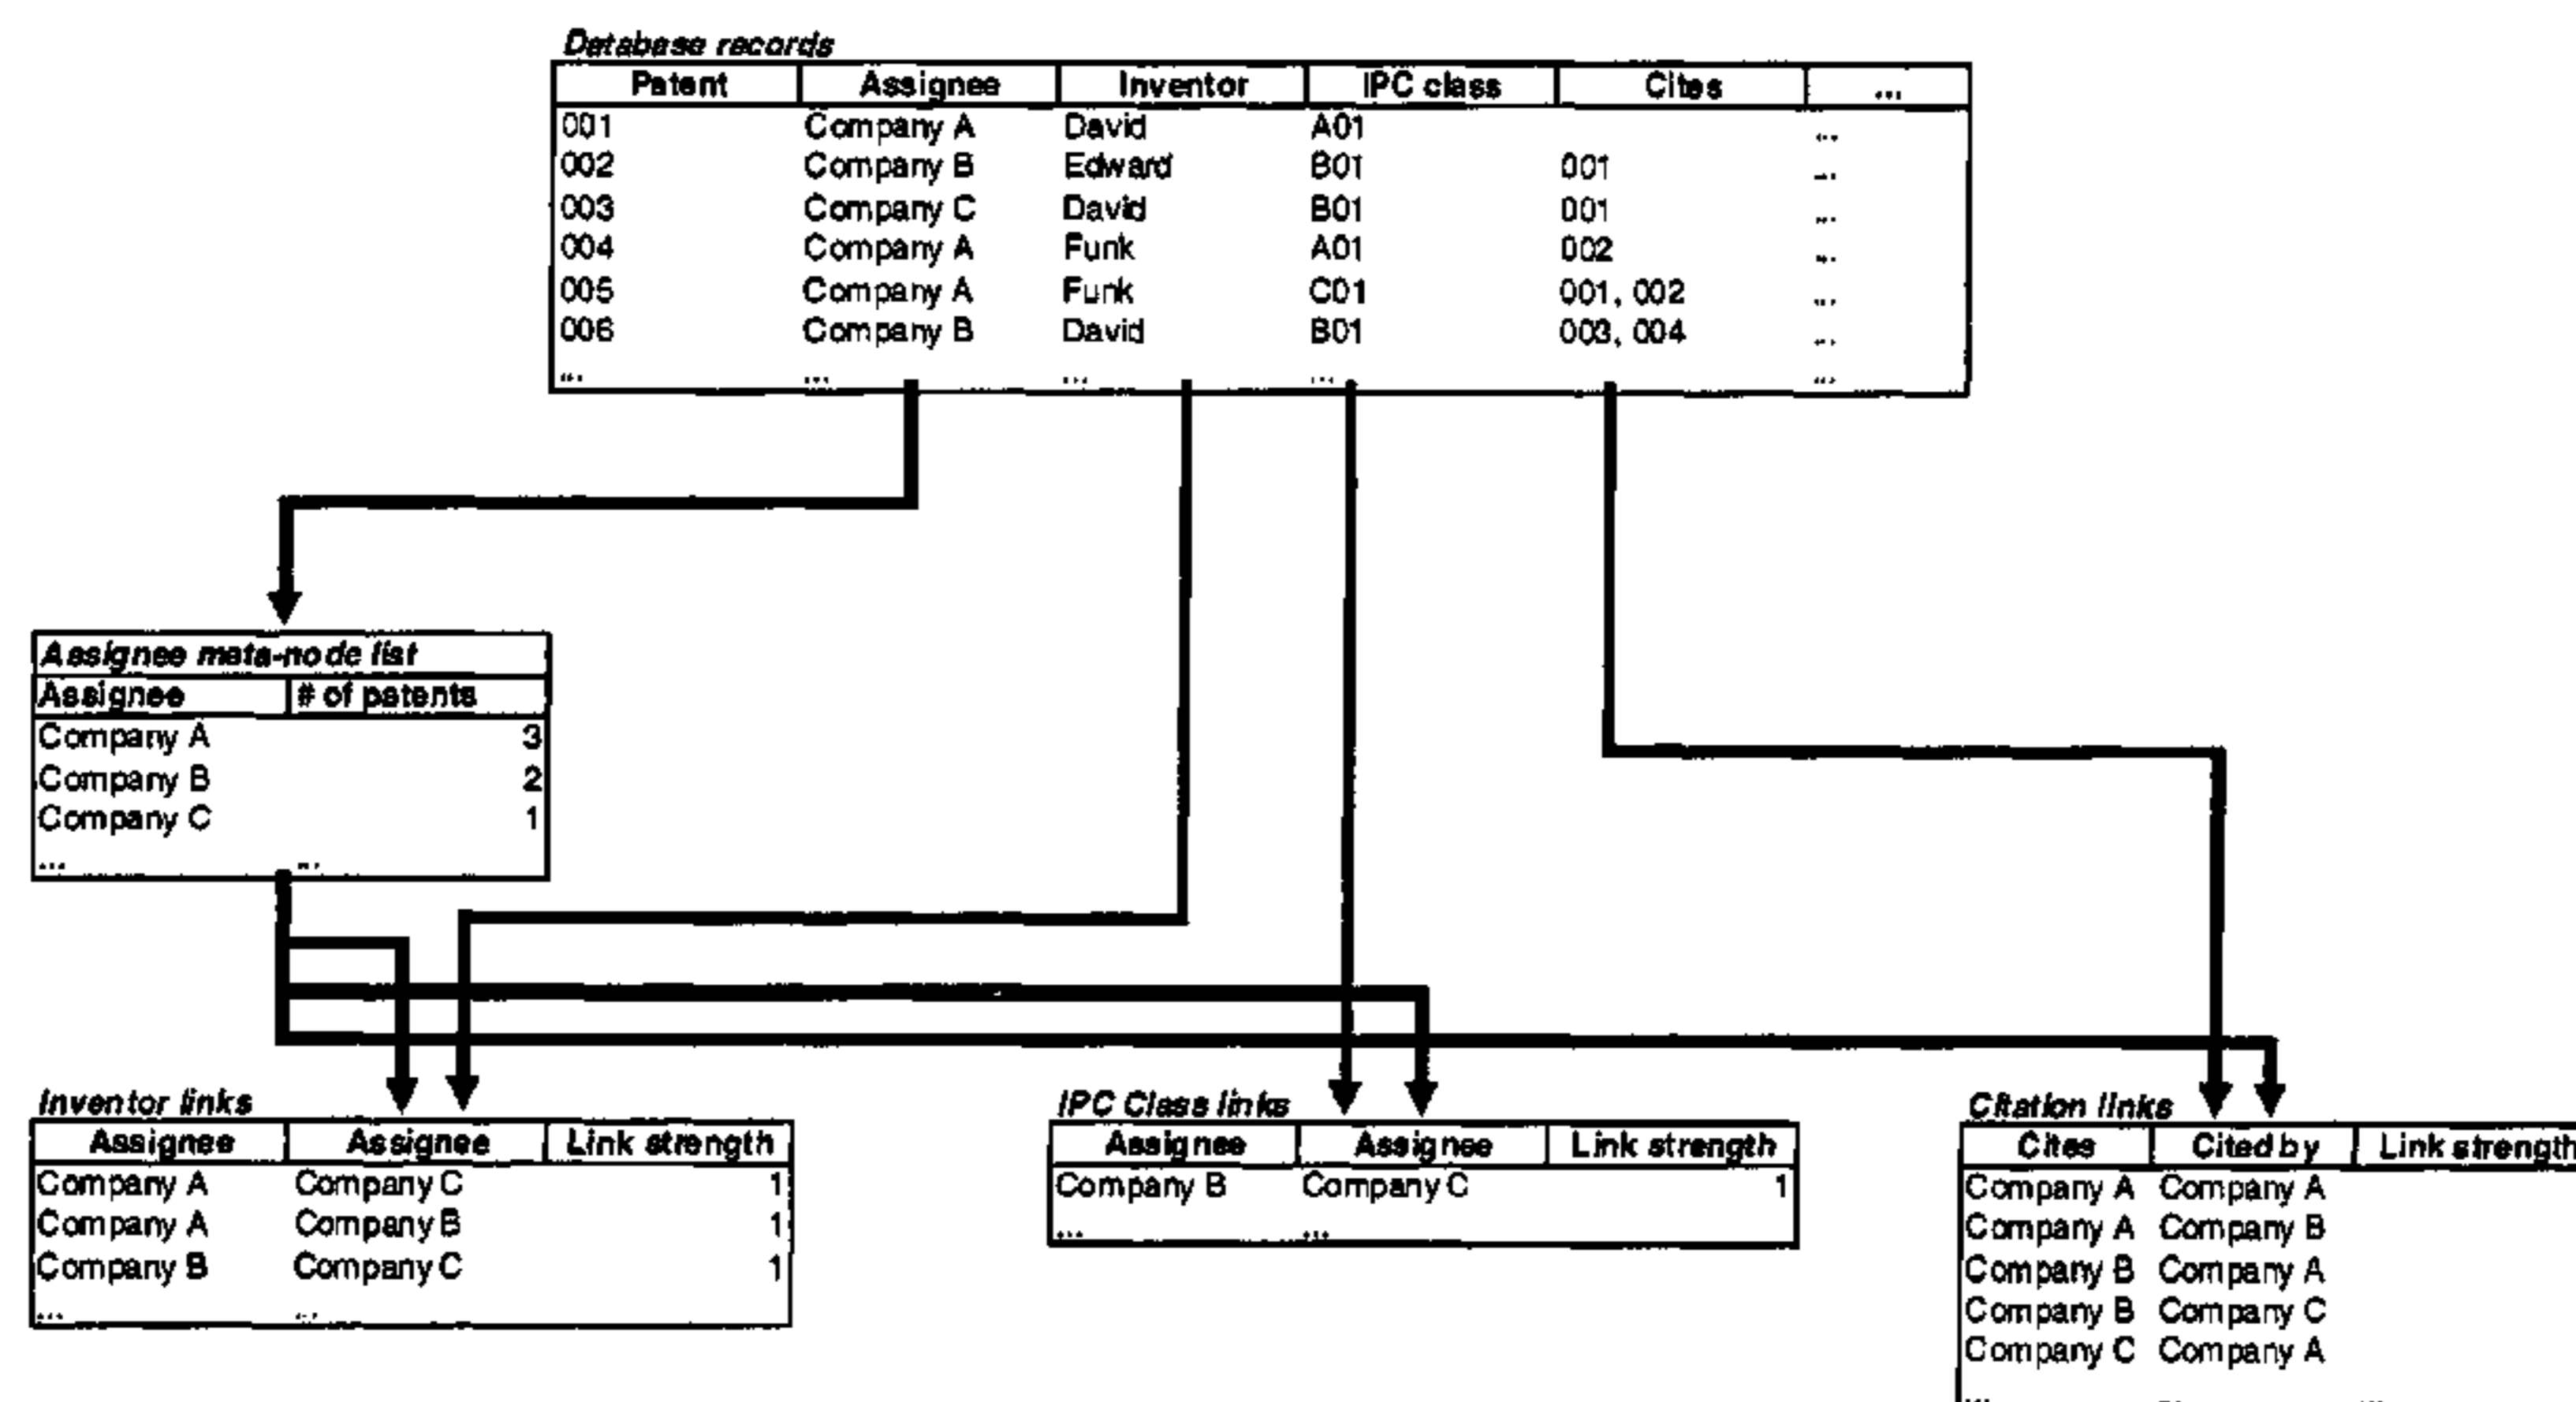 Database records
Patent Assignee Inventor IPC class Cites ...
001 Company A David A01 ...
002 Company B Edward B01 001 ...
003 Company C David B01 001 ...
004 Company A Funk A01 002 ...
005 Company A Funk C01 001, 002 ...
006 Company B David B01 003, 004 ...
... ... ... ... ...
Assignee meta-node list
Assignee # of patents
Company A 3
Company B 2
Company C 1
... ...
Inventor links
Assignee Assignee Link strength
Company A Company C 1
Company A Company B 1
Company B Company C 1
... ...
IPC Class links
Assignee Assignee Link strength
Company B Company C 1
... ...
Citation links
Cites Cited by Link strength
Company A Company A
Company A Company B
Company B Company A
Company B Company C
Company C Company A